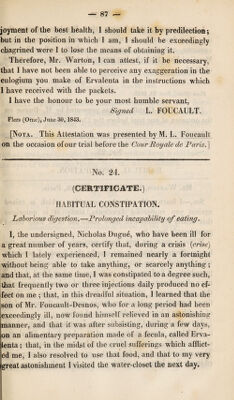 — 87 —
joyment of the best health, I should take it by predilection;
but in the position in which I am, I should be exceedingly
chagrined were I to lose the means of obtaining it.
Therefore, Mr. Warton, I can attest, if it be necessary,
that I have not been able to perceive any exaggeration in the
eulogium you make of Ervalenta in the instructions which
I have received with the packets.
I have the honour to be your most humble servant,
Signed L. FOUCAULT.
Flers (Orne), June 30, 1843.
[NOTA. This Attestation was presented by M. L. Foucault
on the occasion of our trial before the Cour Royale de Paris.]
No. 24.
(CERTIFICATE.)
HABITUAL CONSTIPATION.
Laborious digestion.—Prolonged incapability of eating.
I, the undersigned, Nicholas Dugué, who have been ill for
a great number of years, certify that, during a crisis (crise)
which I lately experienced, I remained nearly a fortnight
without being able to take anything, or scarcely anything;
and that, at the same time, I was constipated to a degree such,
that frequently two or three injections daily produced no ef-
fect on me; that, in this dreadful situation, I learned that the
son of Mr. Foucault-Desnos, who for a long period had been
exceedingly ill, now found himself relieved in an astonishing
manner, and that it was after subsisting, during a few days,
on an alimentary preparation made of a fecula, called Erva-
lenta; that, in the midst of the cruel sufferings which afflict-
ed me, I also resolved to use that food, and that to my very
great astonishment I visited the water-closet the next day.